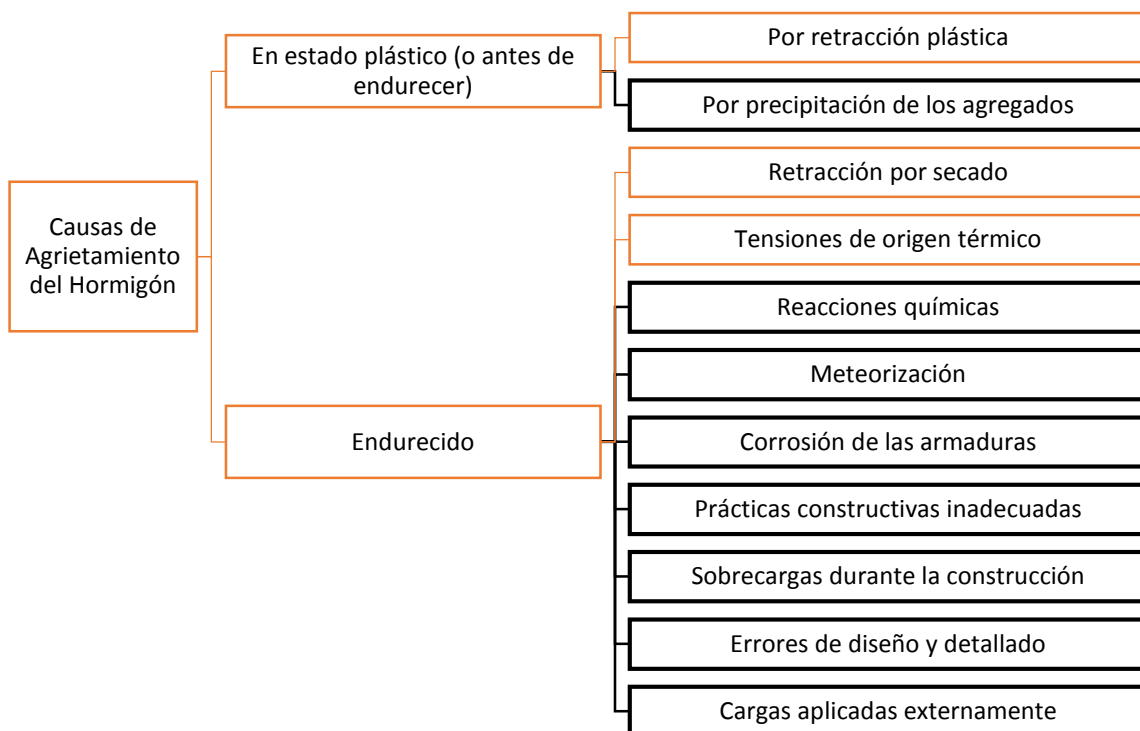 Causas de
Agrietamiento
del Hormigón
En estado plástico (o antes de
endurecer)
Por retracción plástica
Por precipitación de los agregados
Endurecido
Retracción por secado
Tensiones de origen térmico
Reacciones químicas
Meteorización
Corrosión de las armaduras
Prácticas constructivas inadecuadas
Sobrecargas durante la construcción
Errores de diseño y detallado
Cargas aplicadas externamente